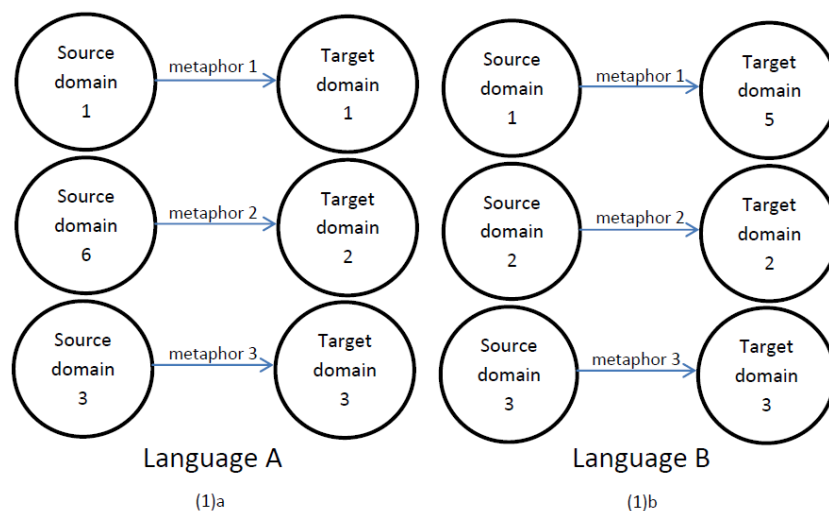 Source
domain
1
metaphor 1
Target
domain
1
Source
domain
6
metaphor 2
Target
domain
2
Source
domain
3
metaphor 3
Target
domain
3
Language A
(1)a
Source
domain
1
metaphor 1
Target
domain
5
Source
domain
2
metaphor 2
Target
domain
2
Source
domain
3
metaphor 3
Target
domain
3
Language B
(1)b